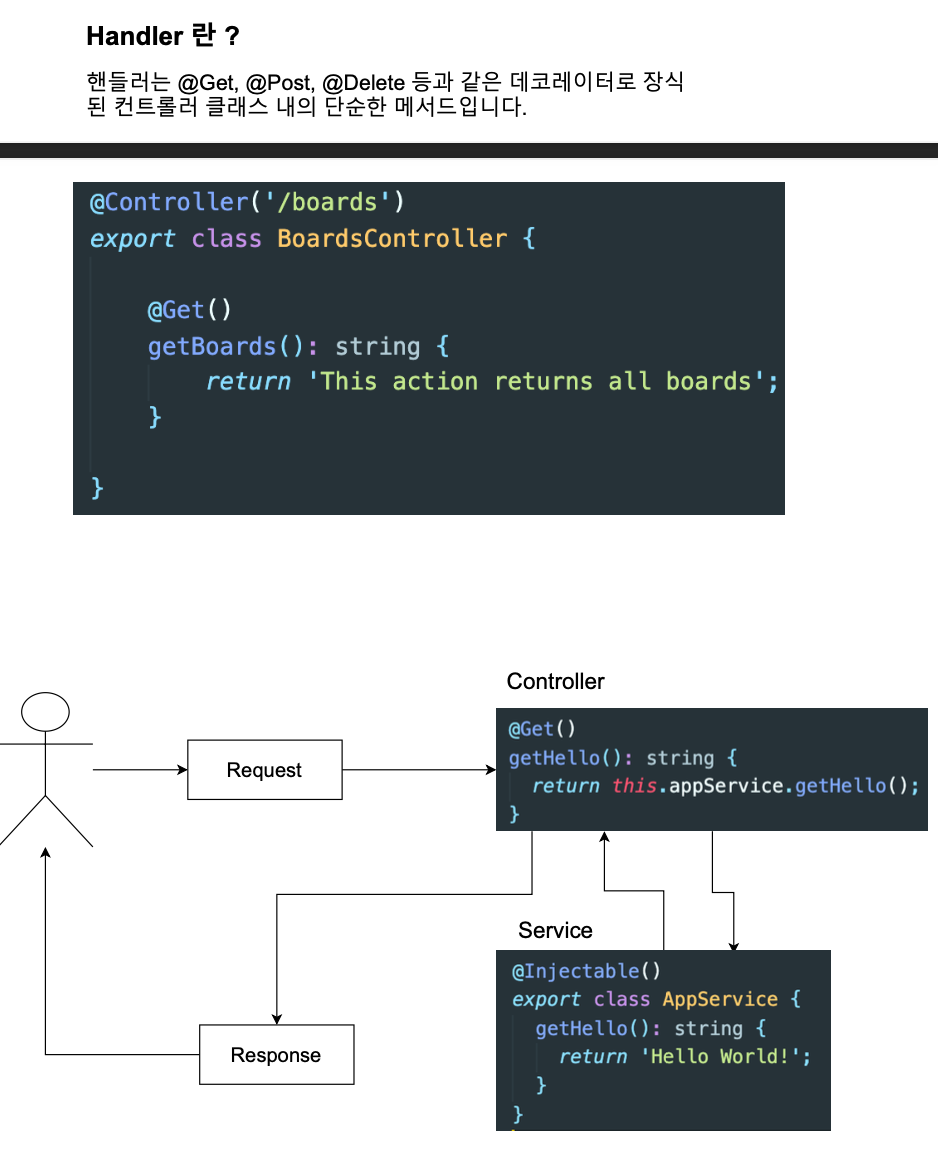 Handler 란 ?
핸들러는 @Get, @Post, @Delete 등과 같은 데코레이터로 장식
된 컨트롤러 클래스 내의 단순한 메서드입니다.
@Controller('/boards')
export class BoardsController {
@Get()
getBoards(): string {
return 'This action returns all boards';
}
}
Controller
@Get()
getHello(): string {
return this.appService.getHello();
}
Request
Service
@Injectable()
export class AppService {
getHello(): string {
return 'Hello World!';
}
}
Response